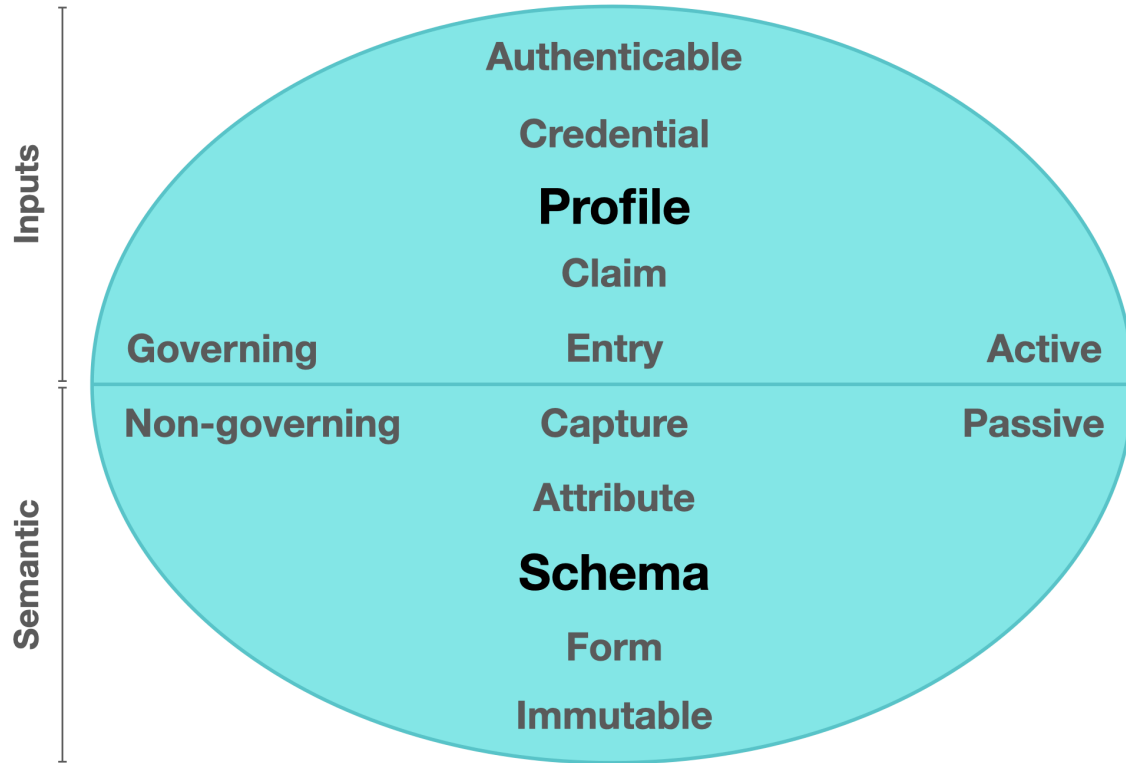 Inputs
Authenticable
Credential
Profile
Claim
Governing Entry Active
Non-governing Capture Passive
Semantic
Attribute
Schema
Form
Immutable